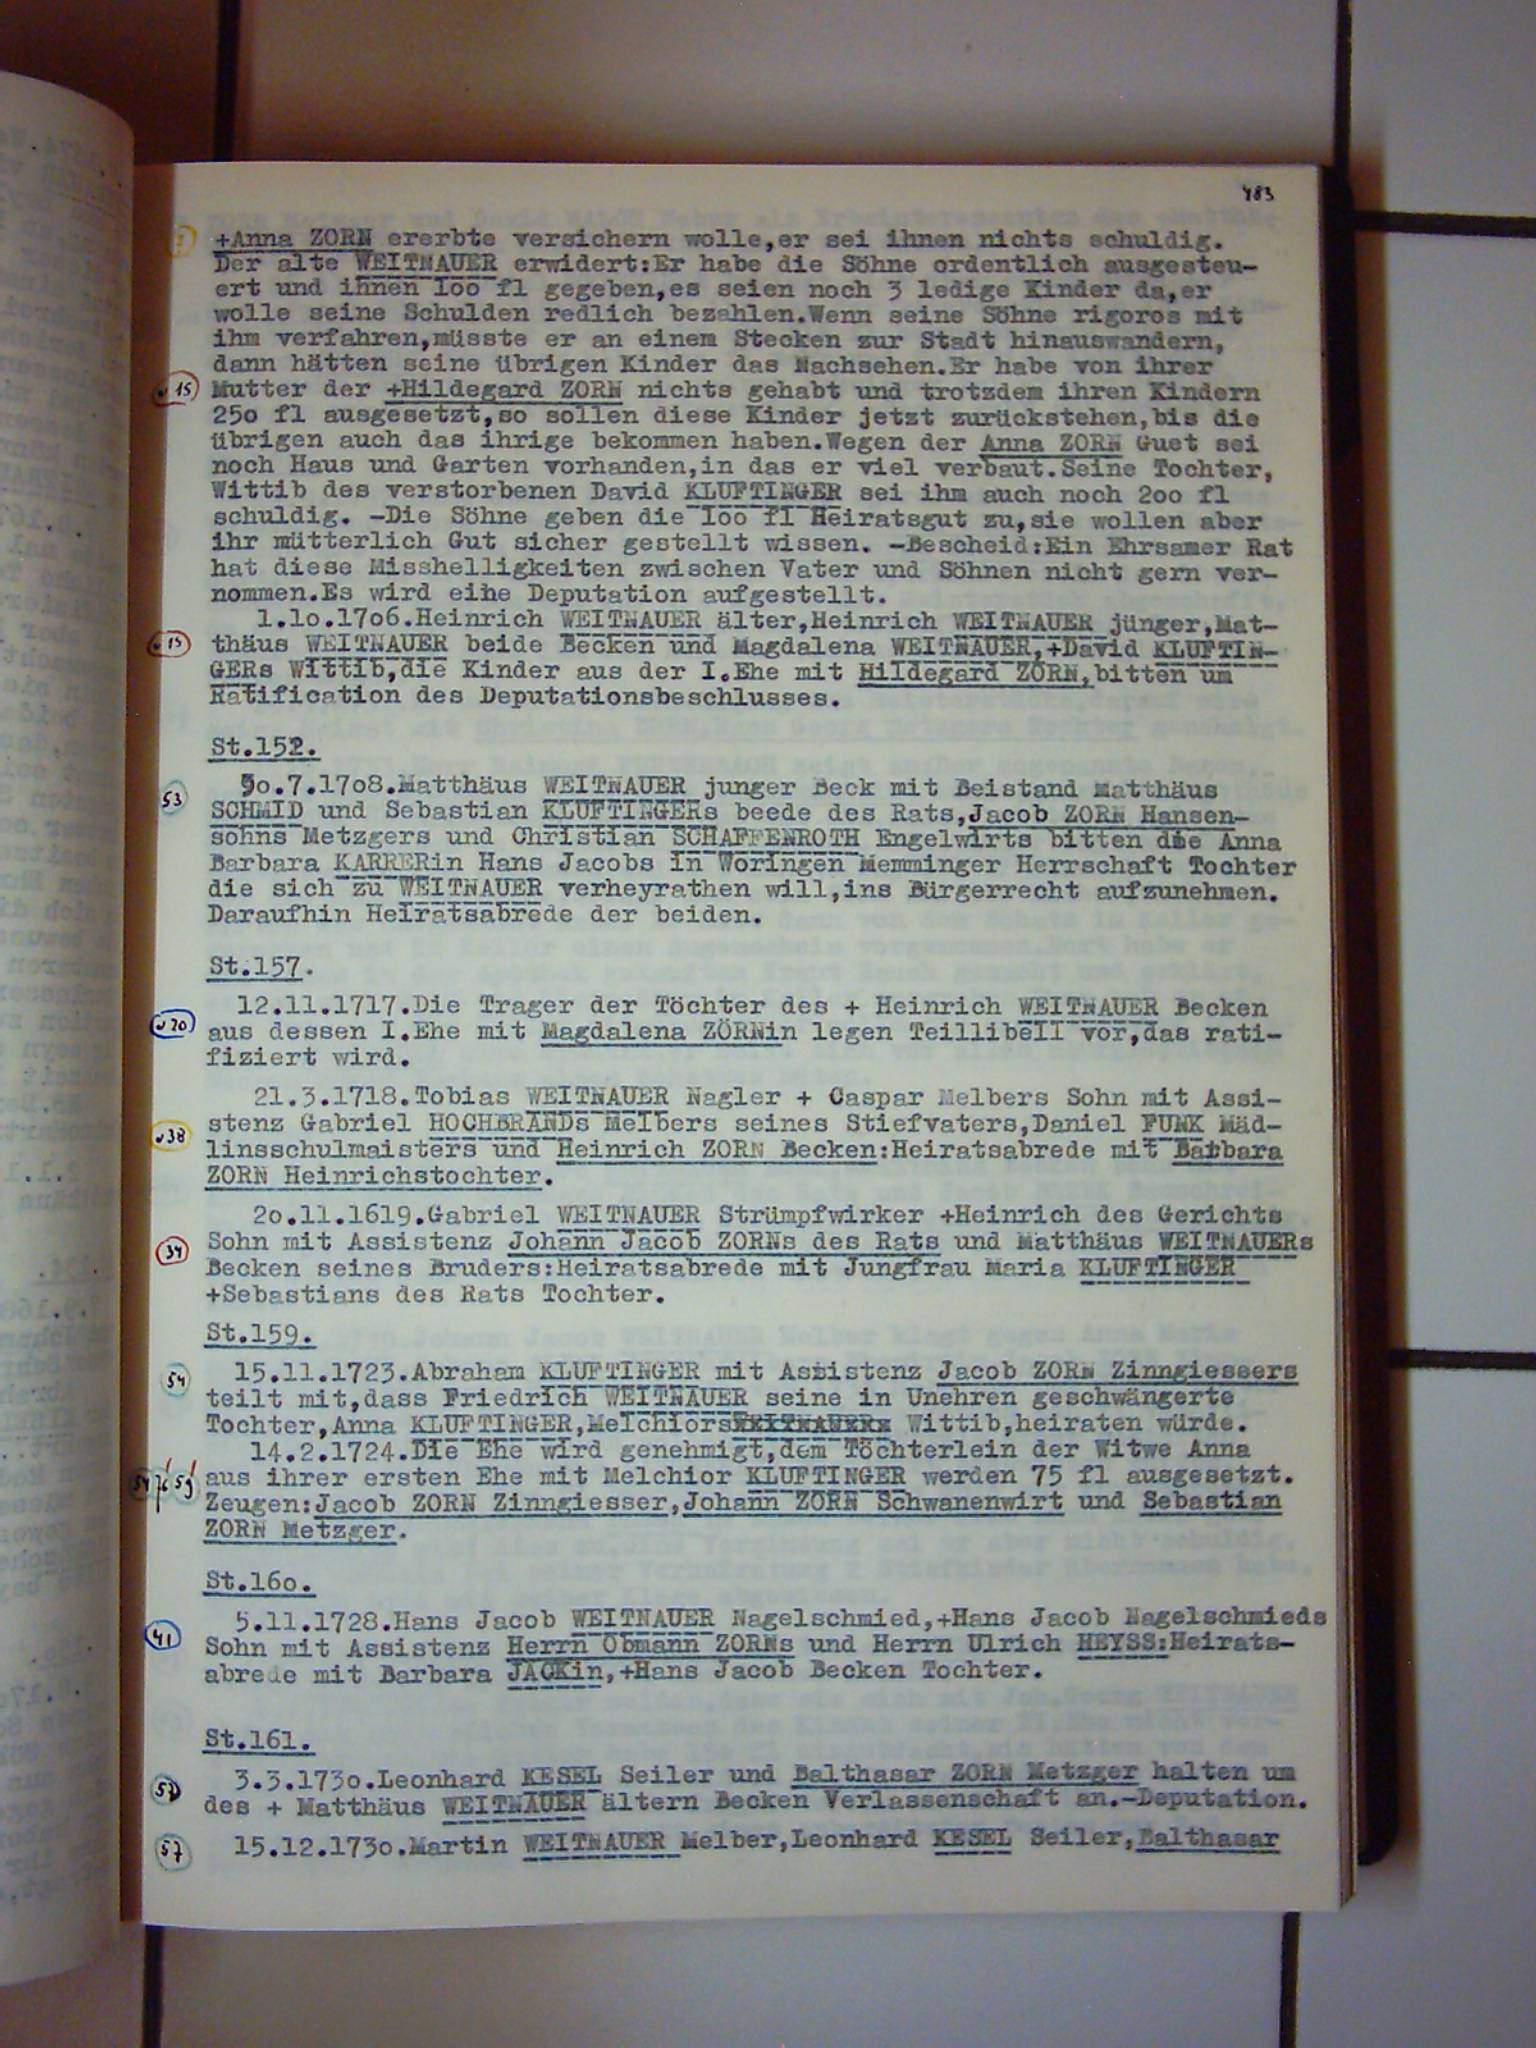 483
+Anna ZORN ererbte versichern wolle,er sei ihnen nichts schuldig.
Der alte WEITNAUER erwidert:Er habe die Söhne ordentlich ausgesteu-
ert und ihnen 1oo fl gegeben,es seien noch 3 ledige Kinder da,er
wolle seine Schulden redlich bezahlen.Wenn seine Söhne rigoros mit
ihm verfahren,müsste er an einem Stecken zur Stadt hinauswandern,
dann hätten seine übrigen Kinder das Nachsehen.Er habe von ihrer
v 15 Mutter der +Hildegard ZORN nichts gehabt und trotzdem ihren Kindern
25o fl ausgesetzt,so sollen diese Kinder jetzt zurückstehen,bis die
übrigen auch das ihrige bekommen haben.Wegen der Anna ZORN Guet sei
noch Haus und Garten vorhanden,in das er viel verbaut.Seine Tochter,
Wittib des verstorbenen David KLUFTINGER sei ihm auch noch 2oo fl
schuldig. -Die Söhne geben die 1oo fl Heiratsgut zu,sie wollen aber
ihr mütterlich Gut sicher gestellt wissen. -Bescheid:Ein Ehrsamer Rat
hat diese Misshelligkeiten zwischen Vater und Söhnen nicht gern ver-
nommen.Es wird eihe Deputation aufgestellt.
1.1o.17o6.Heinrich WEITNAUER älter,Heinrich WEITNAUER jünger,Mat-
v 15 thäus WEITNAUER beide Becken und Magdalena WEITNAUER,+David KLUFTIN-
GERs Wittib,die Kinder aus der I.Ehe mit Hildegard ZORN,bitten um
Ratification des Deputationsbeschlusses.
St.152.
3o.7.17o8.Matthäus WEITNAUER junger Beck mit Beistand Matthäus
53 SCHMID und Sebastian KLUFTINGERs beede des Rats,Jacob ZORN Hansen-
sohns Metzgers und Christian SCHAFFENROTH Engelwirts bitten die Anna
Barbara KARRERin Hans Jacobs in Woringen Memminger Herrschaft Tochter
die sich zu WEITNAUER verheyrathen will,ins Bürgerrecht aufzunehmen.
Daraufhin Heiratsabrede der beiden.
St.157.
12.11.1717.Die Trager der Töchter des + Heinrich WEITNAUER Becken
v 20 aus dessen I.Ehe mit Magdalena ZÖRNin legen Teillibell vor,das rati-
fiziert wird.
21.3.1718.Tobias WEITNAUER Nagler + Caspar Melbers Sohn mit Assi-
stenz Gabriel HOCHBRANDs Melbers seines Stiefvaters,Daniel FUNK Mäd-
v 38 linsschulmaisters und Heinrich ZORN Becken:Heiratsabrede mit Barbara
ZORN Heinrichstochter.
2o.11.1619.Gabriel WEITNAUER Strümpfwirker +Heinrich des Gerichts
34 Sohn mit Assistenz Johann Jacob ZORNs des Rats und Matthäus WEITNAUERs
Becken seines Bruders:Heiratsabrede mit Jungfrau Maria KLUFTINGER
+Sebastians des Rats Tochter.
St.159.
54 15.11.1723.Abraham KLUFTINGER mit Assistenz Jacob ZORN Zinngiessers
teilt mit,dass Friedrich WEITNAUER seine in Unehren geschwängerte
Tochter,Anna KLUFTINGER,Melchiors Wittib,heiraten würde.
14.2.1724.Die Ehe wird genehmigt,dem Töchterlein der Witwe Anna
aus ihrer ersten Ehe mit Melchior KLUFTINGER werden 75 fl ausgesetzt.
Zeugen:Jacob ZORN Zinngiesser,Johann ZORN Schwanenwirt und Sebastian
ZORN Metzger.
St.16o.
5.11.1728.Hans Jacob WEITNAUER Nagelschmied,+Hans Jacob Nagelschmieds
41 Sohn mit Assistenz Herrn Obmann ZORNs und Herrn Ulrich HEYSS:Heirats-
abrede mit Barbara JÄCKin,+Hans Jacob Becken Tochter.
St.161.
3.3.173o.Leonhard KESEL Seiler und Balthasar ZORN Metzger halten um
57 des + Matthäus WEITNAUER ältern Becken Verlassenschaft an.-Deputation.
57 15.12.173o.Martin WEITNAUER Melber,Leonhard KESEL Seiler,Balthasar